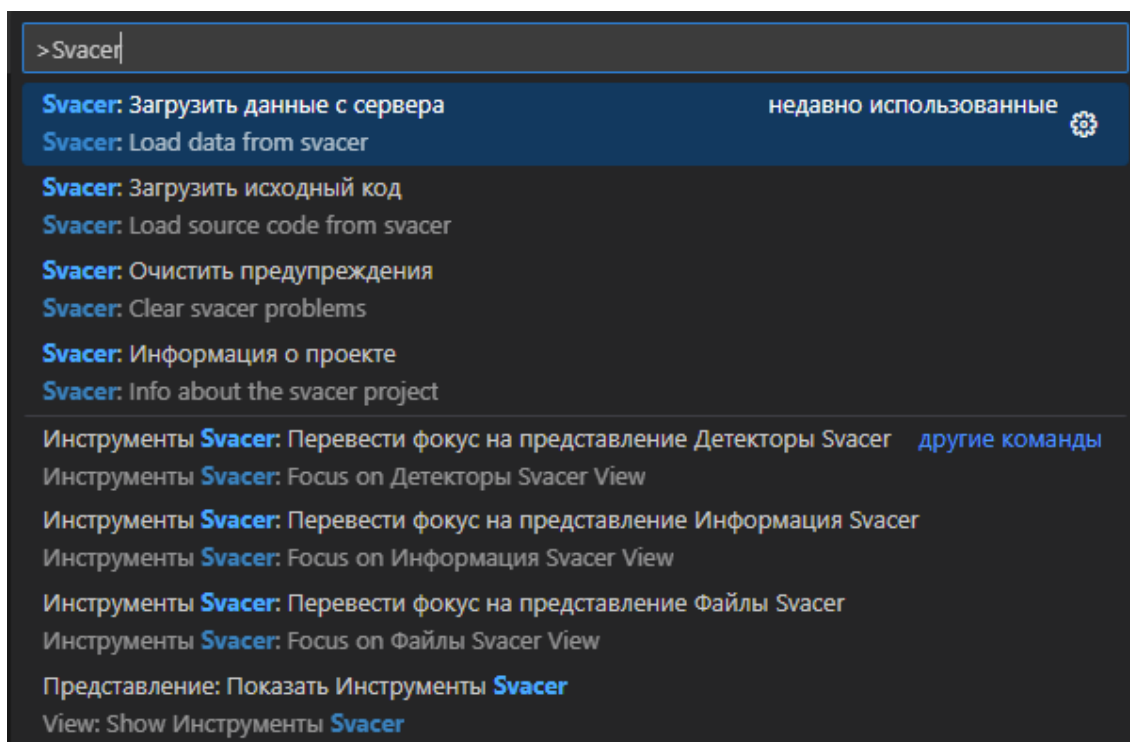 >Svacer
Svacer: Загрузить данные с сервера недавно использованные
Svacer: Load data from svacer
Svacer: Загрузить исходный код
Svacer: Load source code from svacer
Svacer: Очистить предупреждения
Svacer: Clear svacer problems
Svacer: Информация о проекте
Svacer: Info about the svacer project
Инструменты Svacer: Перевести фокус на представление Детекторы Svacer другие команды
Инструменты Svacer: Focus on Детекторы Svacer View
Инструменты Svacer: Перевести фокус на представление Информация Svacer
Инструменты Svacer: Focus on Информация Svacer View
Инструменты Svacer: Перевести фокус на представление Файлы Svacer
Инструменты Svacer: Focus on Файлы Svacer View
Представление: Показать Инструменты Svacer
View: Show Инструменты Svacer